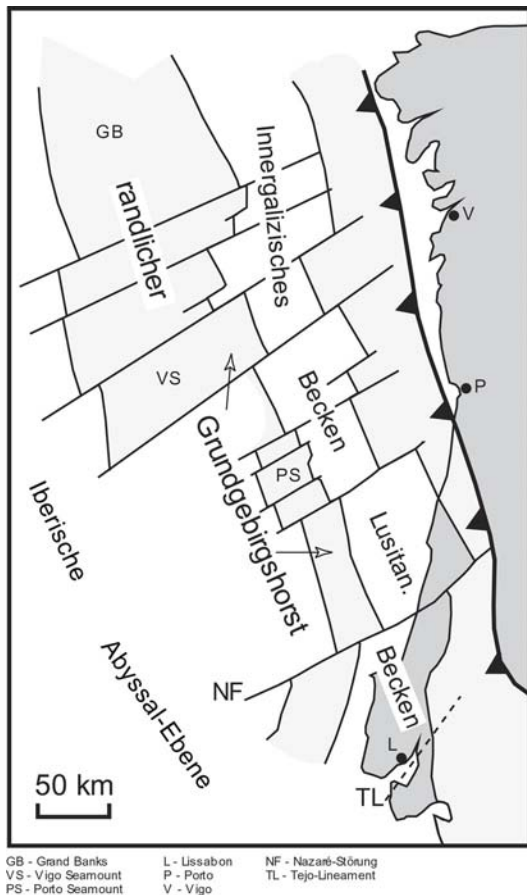 GB
randlicher
Innergalizisches
V
VS
Becken
P
Grundgebirgshorst
PS
Iberische
Lusitan.
Abyssal-Ebene
Becken
NF
L
TL
50 km
GB - Grand Banks
VS - Vigo Seamount
PS - Porto Seamount
L - Lissabon
P - Porto
V - Vigo
NF - Nazaré-Störung
TL - Tejo-Lineament